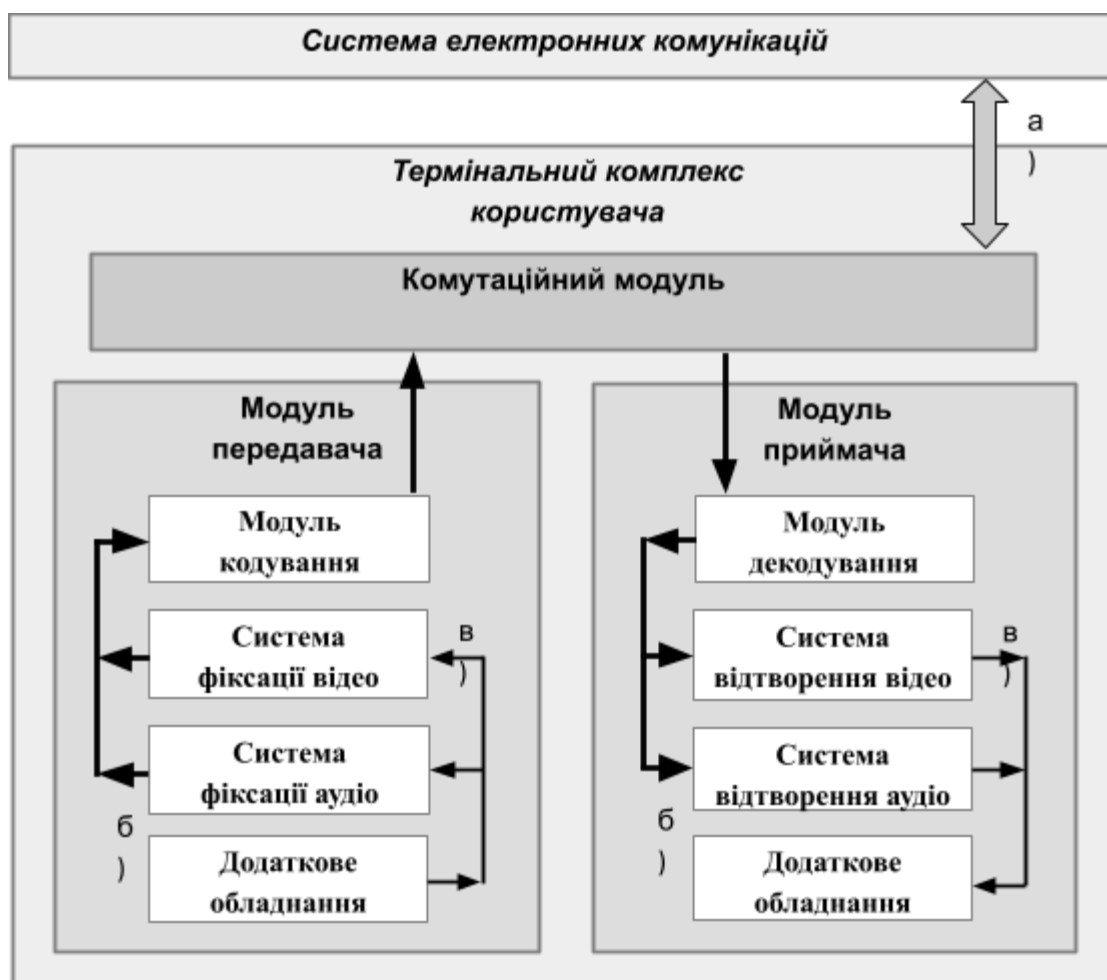 Система електронних комунікацій
а
)
Термінальний комплекс
користувача
Комутаційний модуль
Модуль
передавача
Модуль
кодування
Система
фіксації відео
в
)
Система
фіксації аудіо
б
)
Додаткове
обладнання
Модуль
приймача
Модуль
декодування
Система
відтворення відео
в
)
Система
відтворення аудіо
б
)
Додаткове
обладнання